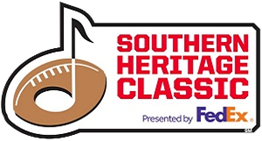 SOUTHERN
HERITAGE
CLASSIC
Presented by FedEx®